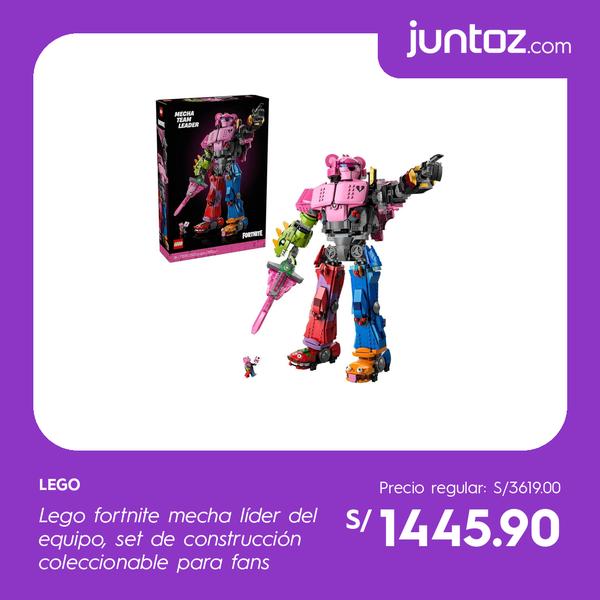 juntoz.com
MECHA
TEAM
LEADER
LEGO
FORTNITE
LEGO
Lego fortnite mecha líder del
equipo, set de construcción
coleccionable para fans
Precio regular: S/3619.00
S/1445.90